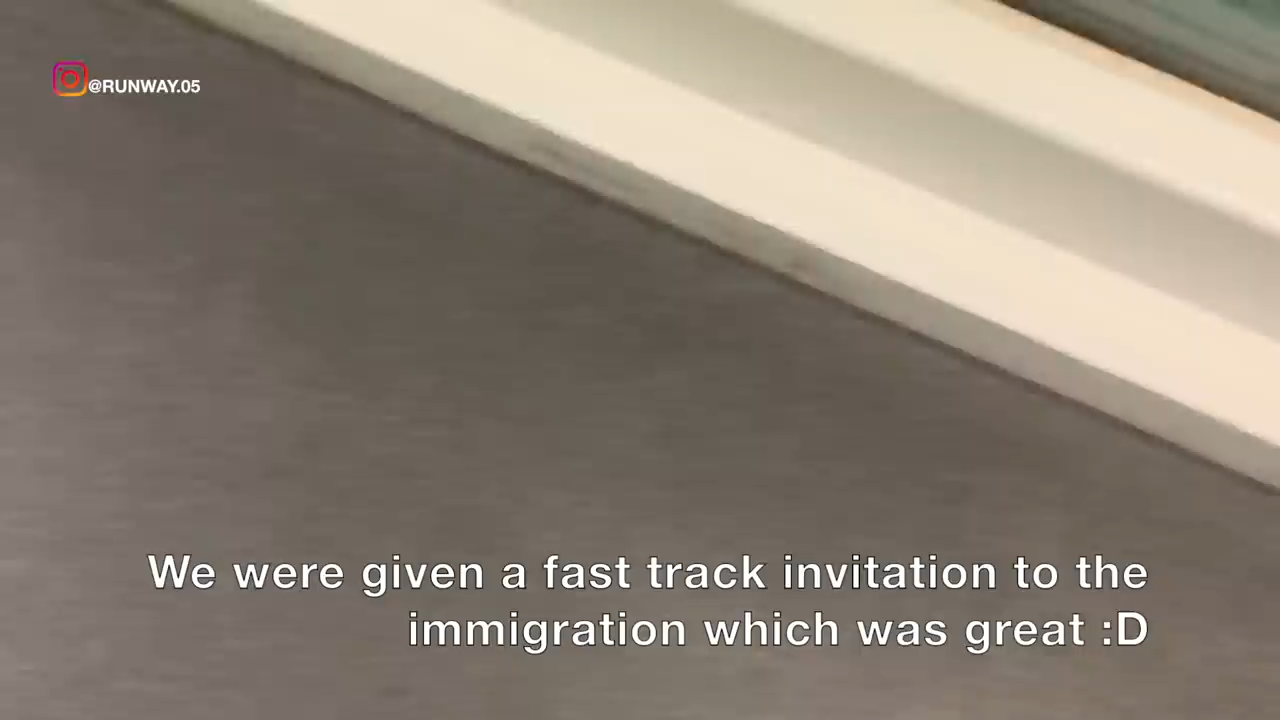 @RUNWAY.05
We were given a fast track invitation to the
immigration which was great :D